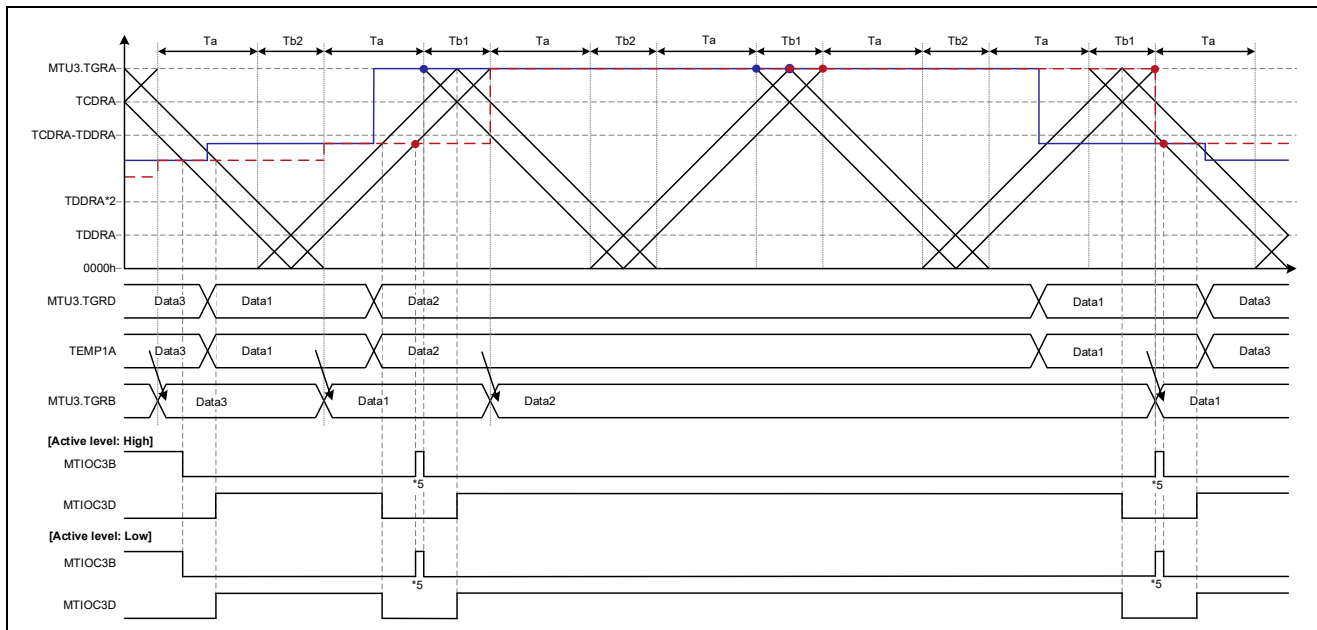 Ta Tb2 Ta Tb1 Ta Tb2 Ta Tb1 Ta Tb2 Ta Tb1 Ta
MTU3.TGRA
TCDRA
TCDRA-TDDRA
TDDRA*2
TDDRA
0000h
MTU3.TGRD Data3 Data1 Data2 Data1 Data3
TEMP1A Data3 Data1 Data2 Data1 Data3
MTU3.TGRB Data3 Data1 Data2 Data1
[Active level: High]
MTIOC3B
*5 *5
MTIOC3D
[Active level: Low]
MTIOC3B
*5 *5
MTIOC3D